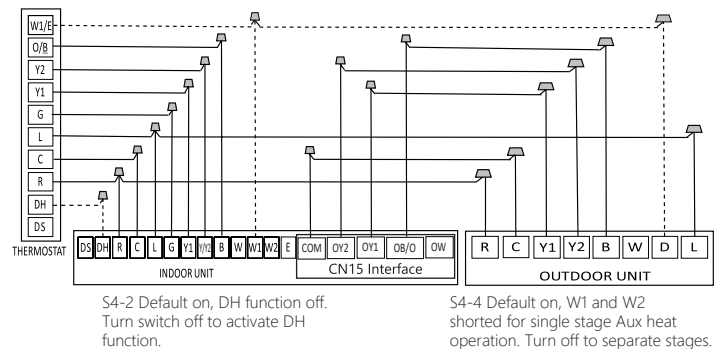 W1/E
O/B
Y2
Y1
G
L
C
R
DH
DS
THERMOSTAT
DS DH R C L G Y1 Y/Y2 B W W1 W2 E COM OY2 OY1 OB/O OW
INDOOR UNIT
CN15 Interface
R C Y1 Y2 B W D L
OUTDOOR UNIT
S4-2 Default on, DH function off.
Turn switch off to activate DH
function.
S4-4 Default on, W1 and W2
shorted for single stage Aux heat
operation. Turn off to separate stages.